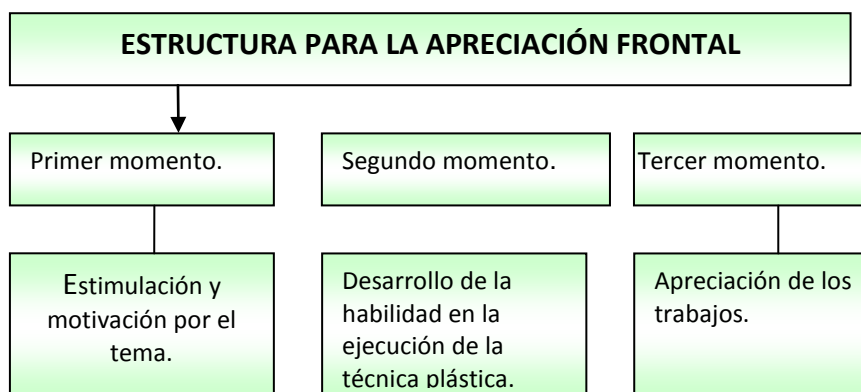 ESTRUCTURA PARA LA APRECIACIÓN FRONTAL
Primer momento.
Segundo momento.
Tercer momento.
Estimulación y
motivación por el
tema.
Desarrollo de la
habilidad en la
ejecución de la
técnica plástica.
Apreciación de los
trabajos.